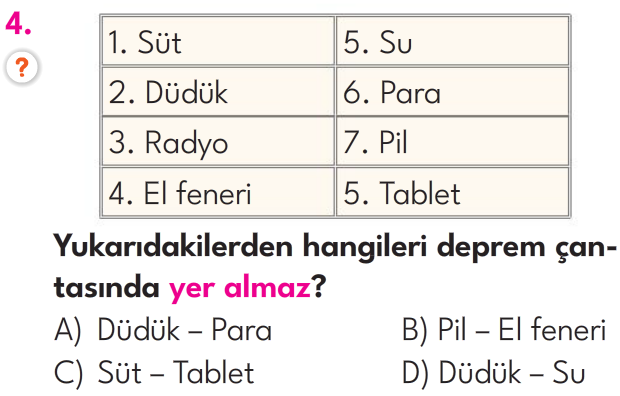 4.
?
1. Süt 5. Su
2. Düdük 6. Para
3. Radyo 7. Pil
4. El feneri 5. Tablet
Yukarıdakilerden hangileri deprem çan-
tasında yer almaz?
A) Düdük – Para B) Pil – El feneri
C) Süt – Tablet D) Düdük – Su